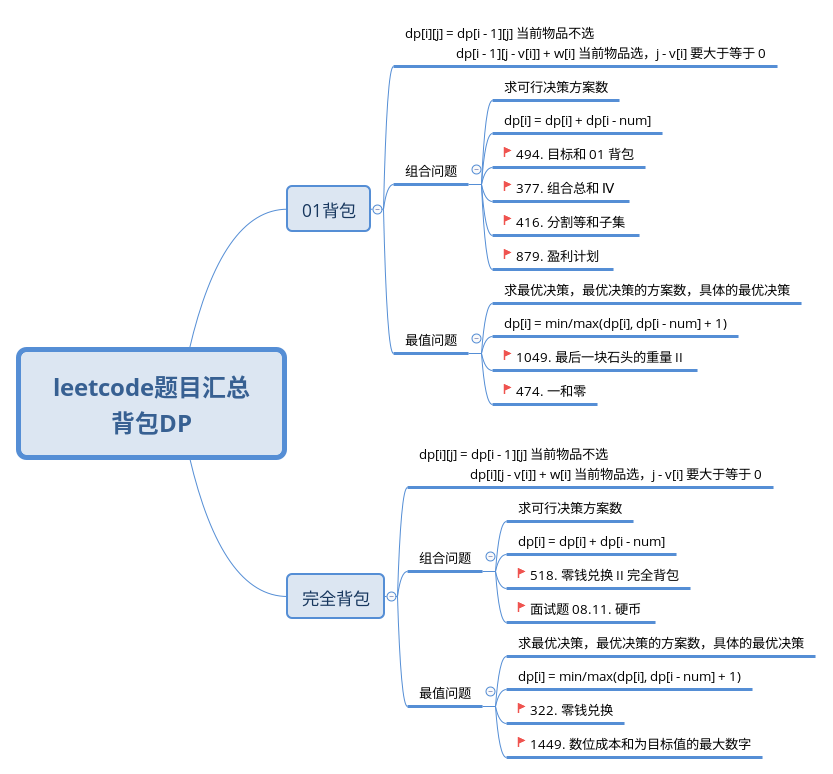 leetcode题目汇总
背包DP
01背包
dp[i][j] = dp[i - 1][j] 当前物品不选
dp[i - 1][j - v[i]] + w[i] 当前物品选，j - v[i] 要大于等于 0
组合问题
求可行决策方案数
dp[i] = dp[i] + dp[i - num]
494. 目标和 01 背包
377. 组合总和 Ⅳ
416. 分割等和子集
879. 盈利计划
最值问题
求最优决策，最优决策的方案数，具体的最优决策
dp[i] = min/max(dp[i], dp[i - num] + 1)
1049. 最后一块石头的重量 II
474. 一和零
完全背包
dp[i][j] = dp[i - 1][j] 当前物品不选
dp[i][j - v[i]] + w[i] 当前物品选，j - v[i] 要大于等于 0
组合问题
求可行决策方案数
dp[i] = dp[i] + dp[i - num]
518. 零钱兑换 II 完全背包
面试题 08.11. 硬币
最值问题
求最优决策，最优决策的方案数，具体的最优决策
dp[i] = min/max(dp[i], dp[i - num] + 1)
322. 零钱兑换
1449. 数位成本和为目标值的最大数字